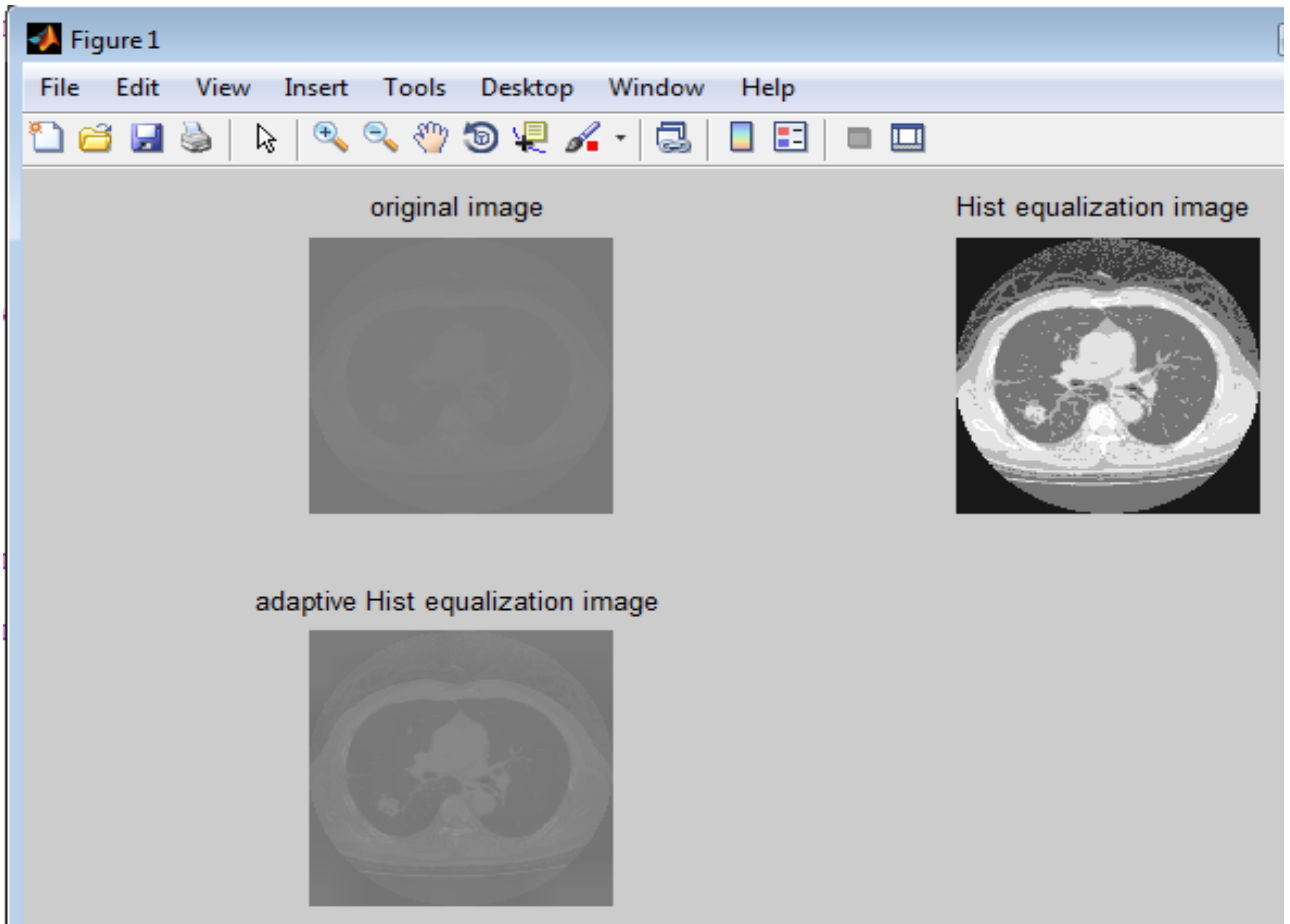 Figure 1
File Edit View Insert Tools Desktop Window Help
original image
Hist equalization image
adaptive Hist equalization image